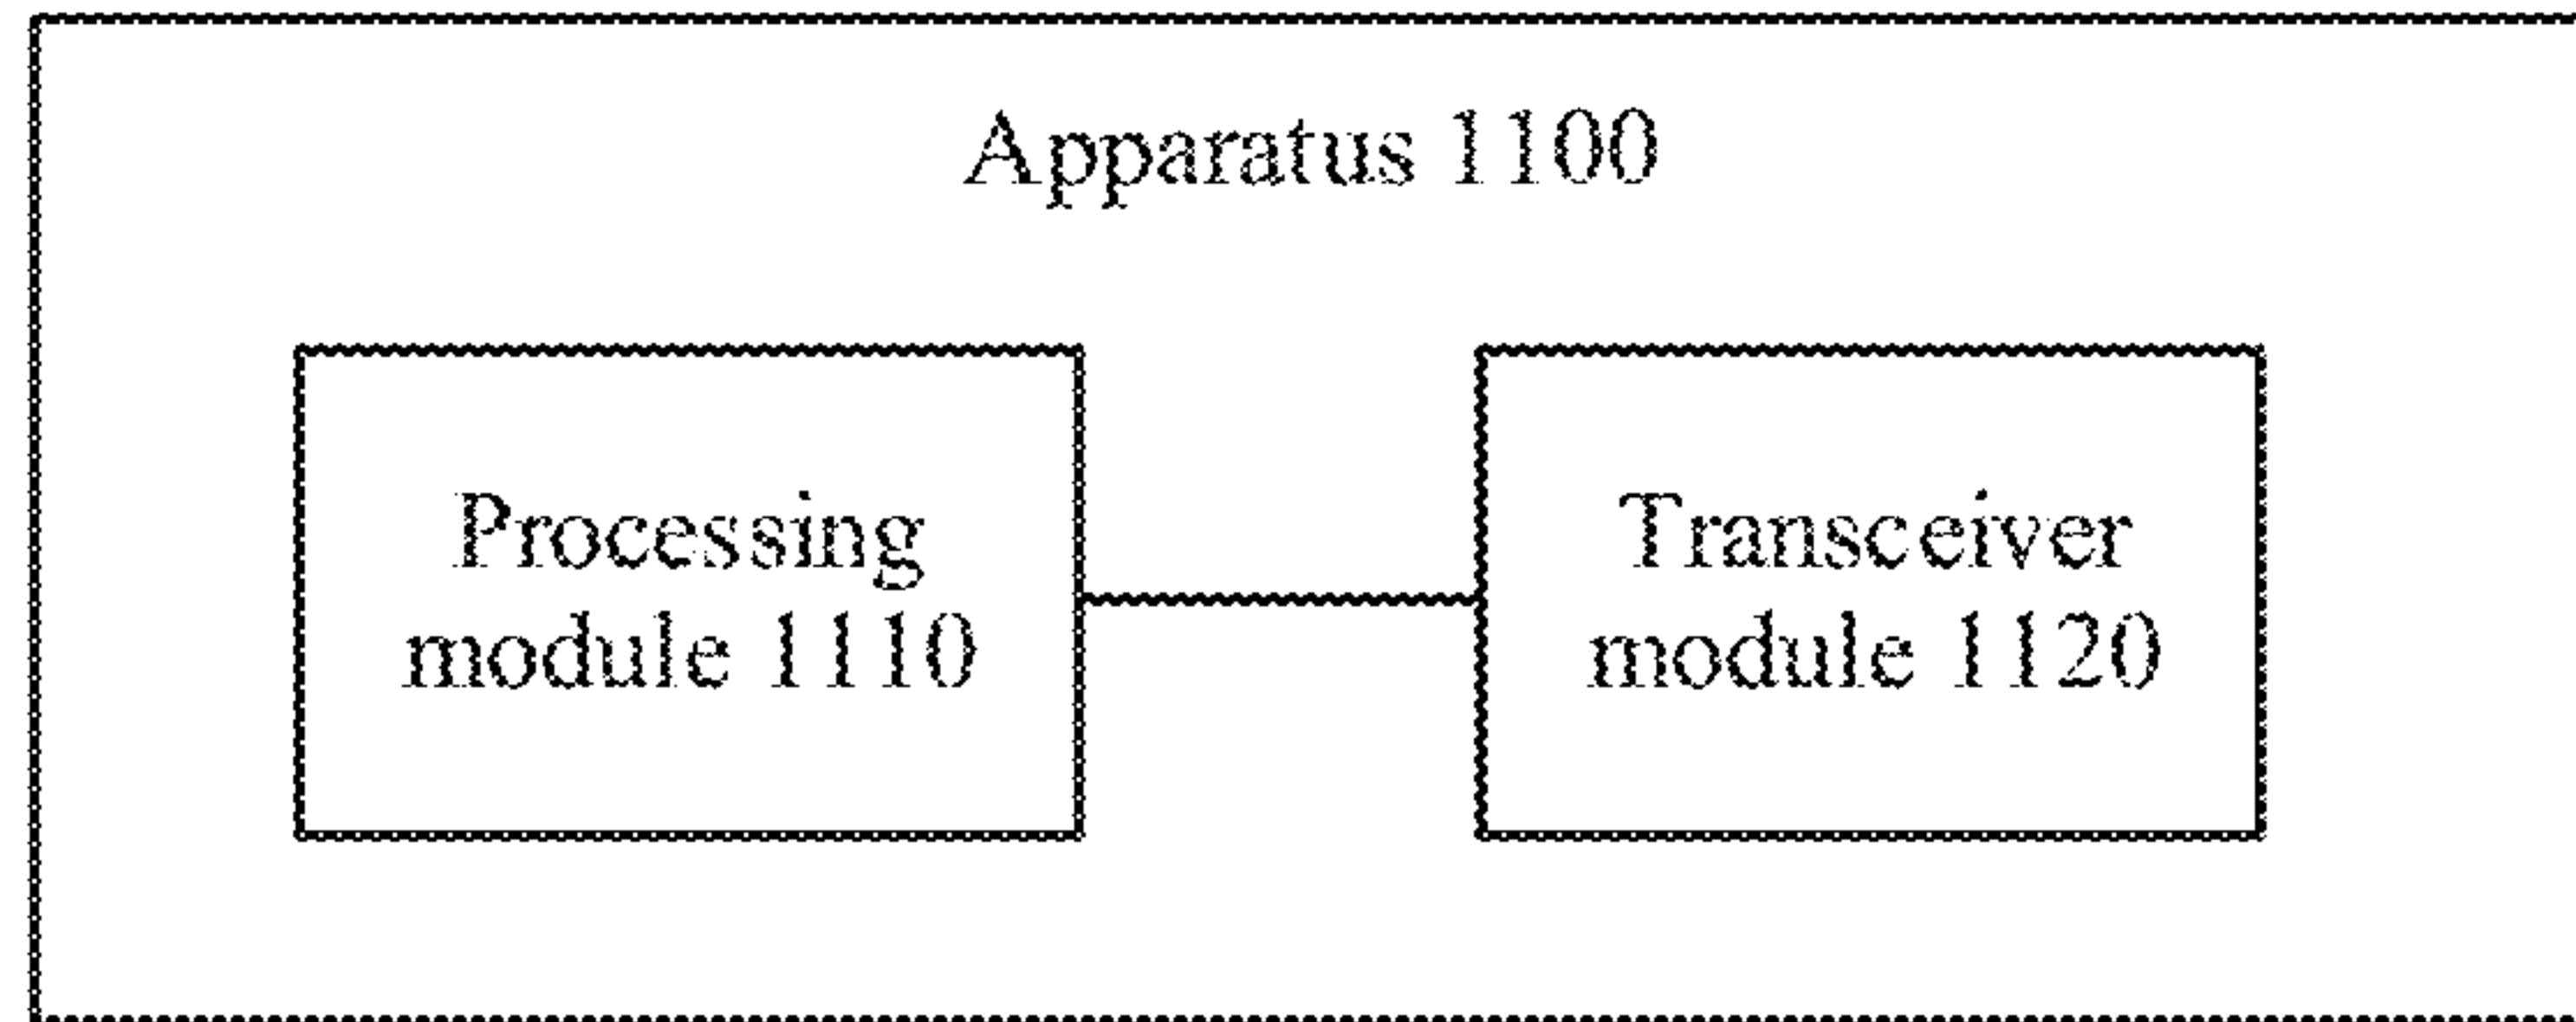 Apparatus 1100
Processing
module 1110
Transceiver
module 1120